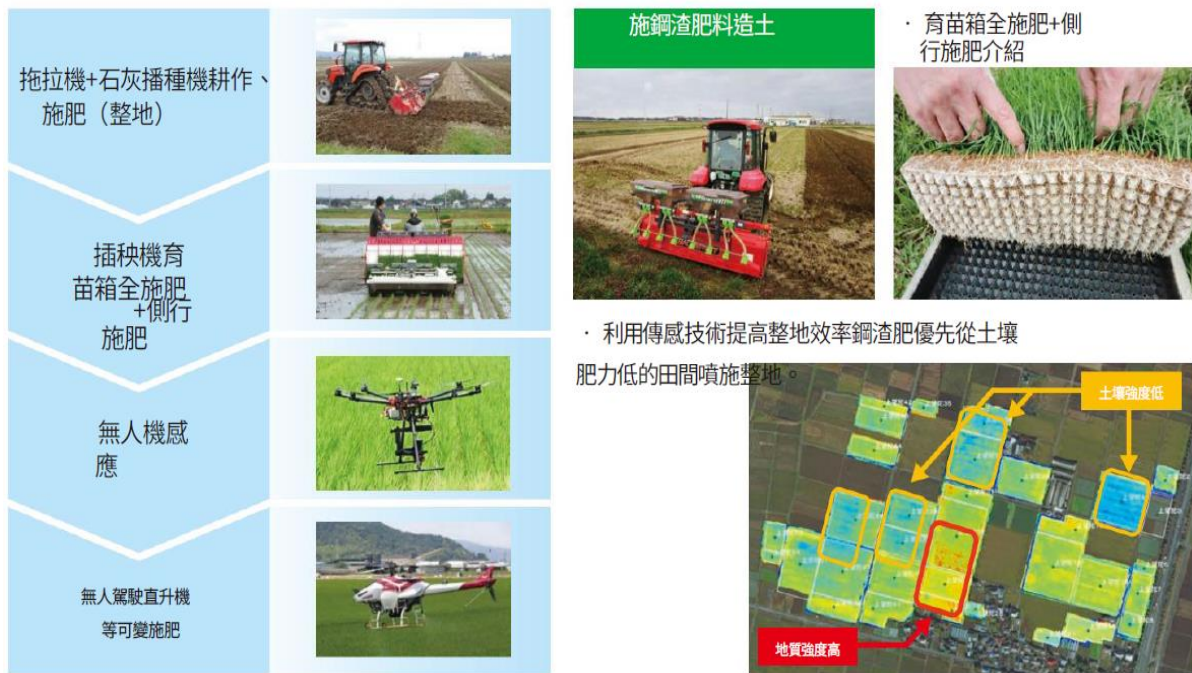 拖拉機+石灰播種機耕作、
施肥（整地）
插秧機育
苗箱全施肥
+側行
施肥
無人機感
應
無人駕駛直升機
等可變施肥
施鋼渣肥料造土
· 育苗箱全施肥+側
行施肥介紹
· 利用傳感技術提高整地效率鋼渣肥優先從土壤
肥力低的田間噴施整地。
土壤強度低
地質強度高